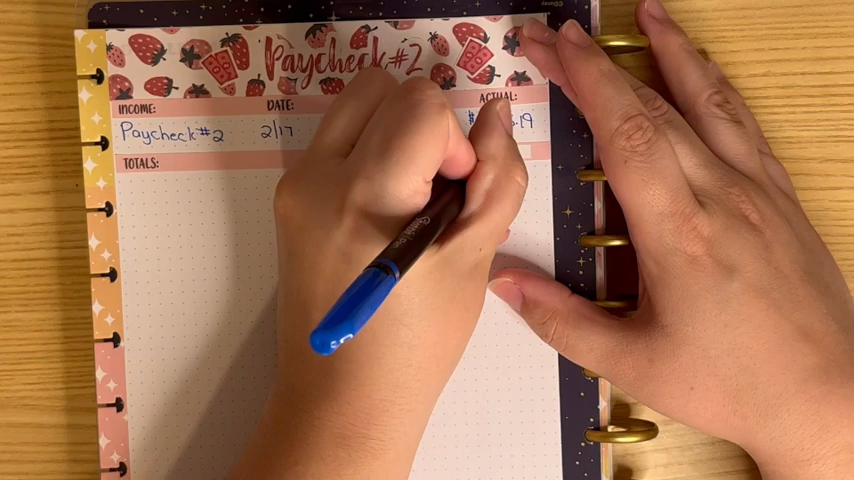 Paycheck #2
INCOME: DATE: ACTUAL:
Paycheck #2 2/17
TOTALS: